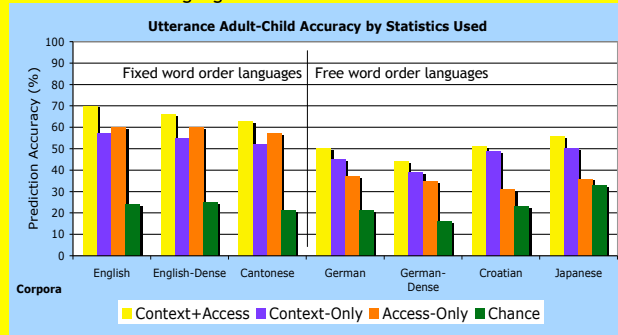 Utterance Adult-Child Accuracy by Statistics Used
Prediction Accuracy (%)
100
90
80
70
60
50
40
30
20
10
0
Fixed word order languages
Free word order languages
English
English-Dense
Cantonese
German
German-
Dense
Croatian
Japanese
Corpora
Context+Access
Context-Only
Access-Only
Chance